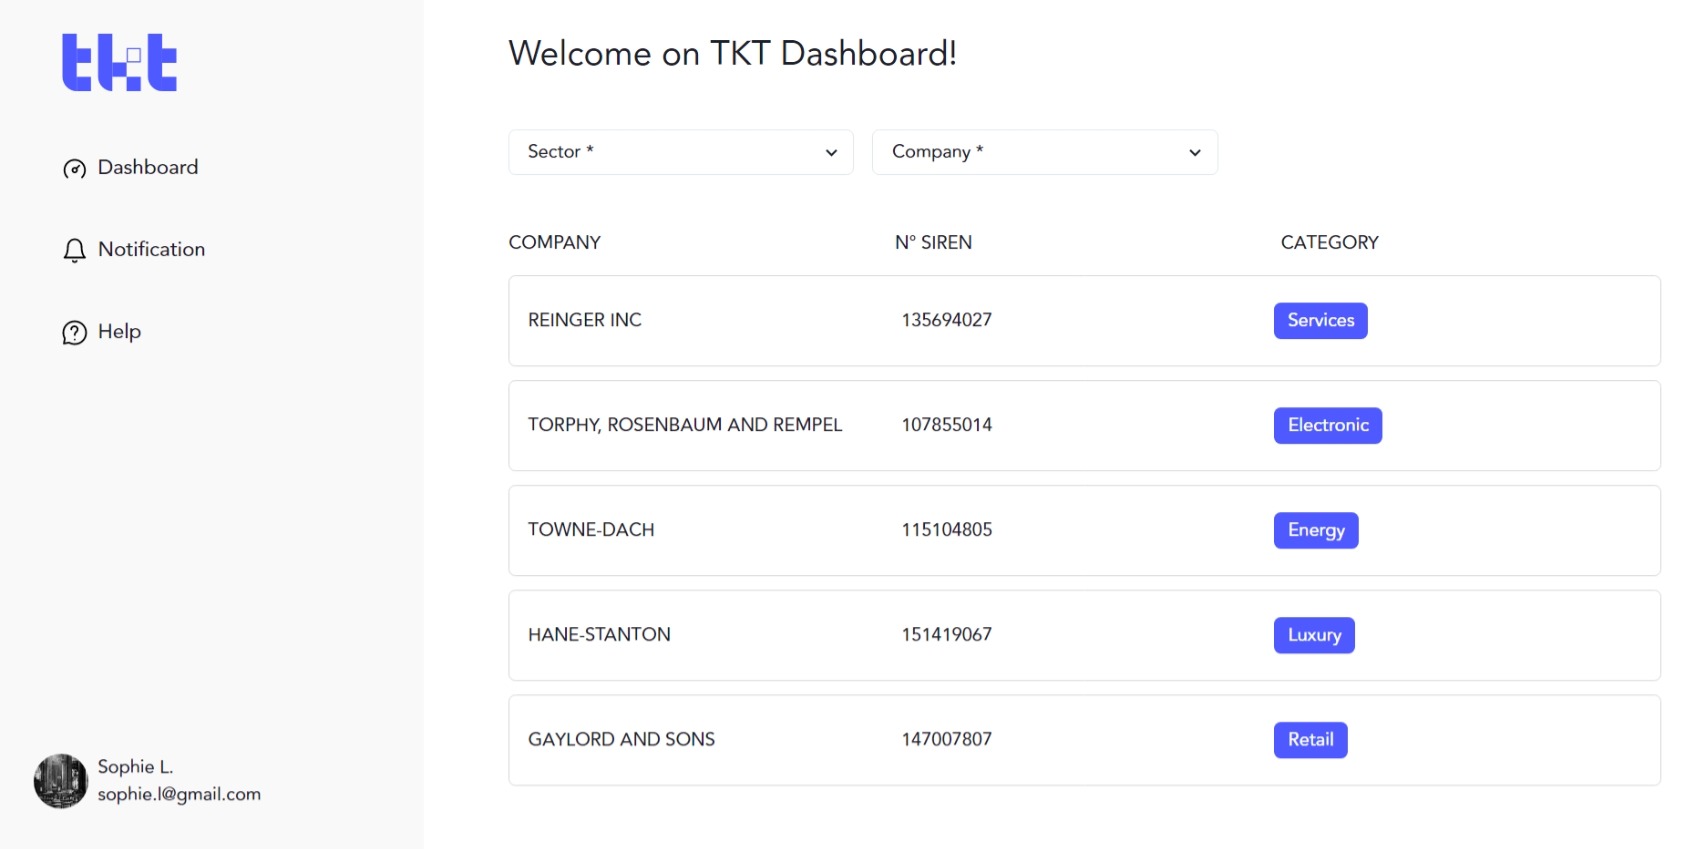 tkt
Dashboard
Notification
Help
Sophie L.
sophie.l@gmail.com
Welcome on TKT Dashboard!
Sector *
Company *
COMPANY N° SIREN CATEGORY
REINGER INC 135694027 Services
TORPHY, ROSENBAUM AND REMPEL 107855014 Electronic
TOWNE-DACH 115104805 Energy
HANE-STANTON 151419067 Luxury
GAYLORD AND SONS 147007807 Retail